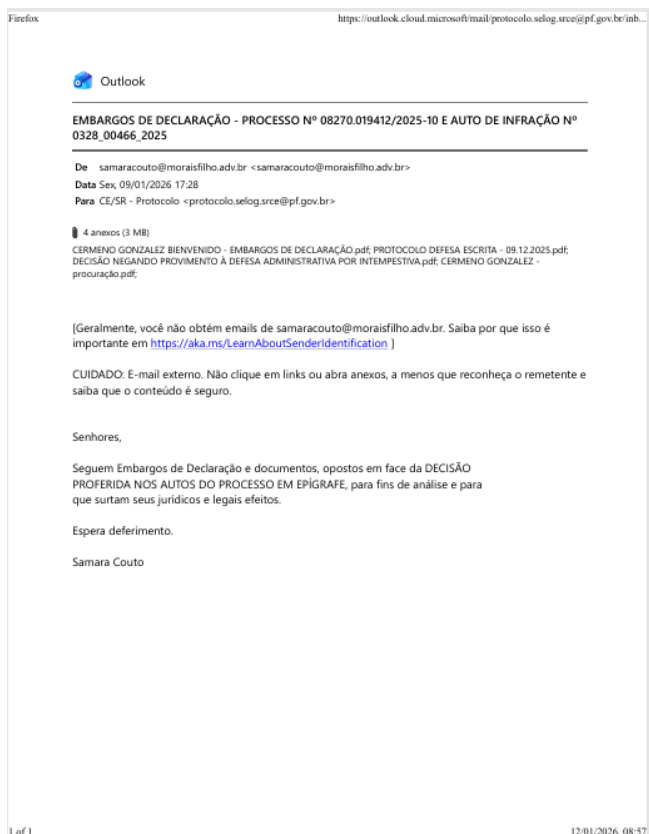 Firefox
https://outlook.cloud.microsoft/mail/protocolo.selog.srce@pf.gov.br/inb...
Outlook
EMBARGOS DE DECLARAÇÃO - PROCESSO Nº 08270.019412/2025-10 E AUTO DE INFRAÇÃO Nº
0328_00466_2025
De samaracouto@moraisfilho.adv.br <samaracouto@moraisfilho.adv.br>
Data Sex, 09/01/2026 17:28
Para CE/SR - Protocolo <protocolo.selog.srce@pf.gov.br>
4 anexos (3 MB)
CERMENO GONZALEZ BIENVENIDO - EMBARGOS DE DECLARAÇÃO.pdf; PROTOCOLO DEFESA ESCRITA - 09.12.2025.pdf;
DECISÃO NEGANDO PROVIMENTO À DEFESA ADMINISTRATIVA POR INTEMPESTIVA.pdf; CERMENO GONZALEZ -
procuração.pdf;
[Geralmente, você não obtém emails de samaracouto@moraisfilho.adv.br. Saiba por que isso é
importante em https://aka.ms/LearnAboutSenderIdentification ]
CUIDADO: E-mail externo. Não clique em links ou abra anexos, a menos que reconheça o remetente e
saiba que o conteúdo é seguro.
Senhores,
Seguem Embargos de Declaração e documentos, opostos em face da DECISÃO
PROFERIDA NOS AUTOS DO PROCESSO EM EPÍGRAFE, para fins de análise e para
que surtam seus jurídicos e legais efeitos.
Espera deferimento.
Samara Couto
1 of 1
12/01/2026, 08:57